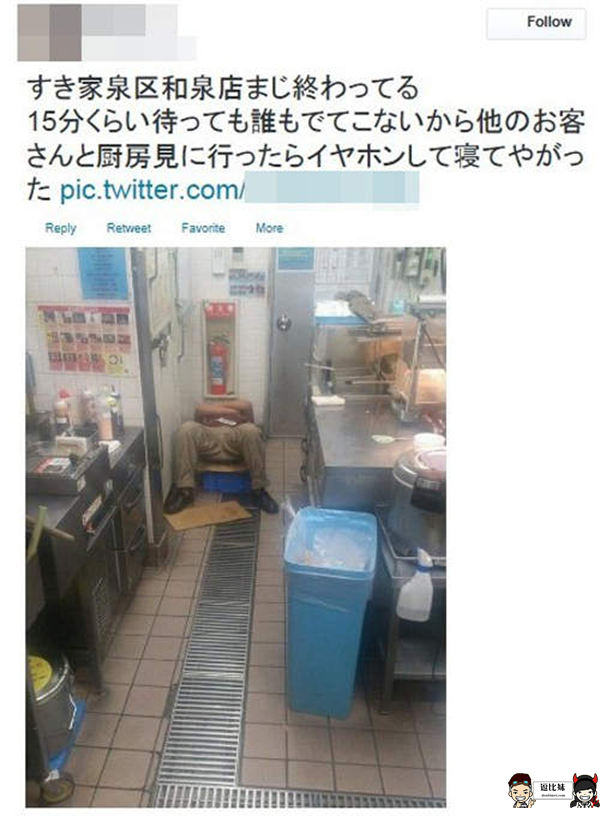 Follow
すき家泉区和泉店まじ終わってる
15分くらい待っても誰もでてこないから他のお客
さんと厨房見に行ったらイヤホンして寝てやがっ
た pic.twitter.com/
Reply Retweet Favorite More
逗比妹